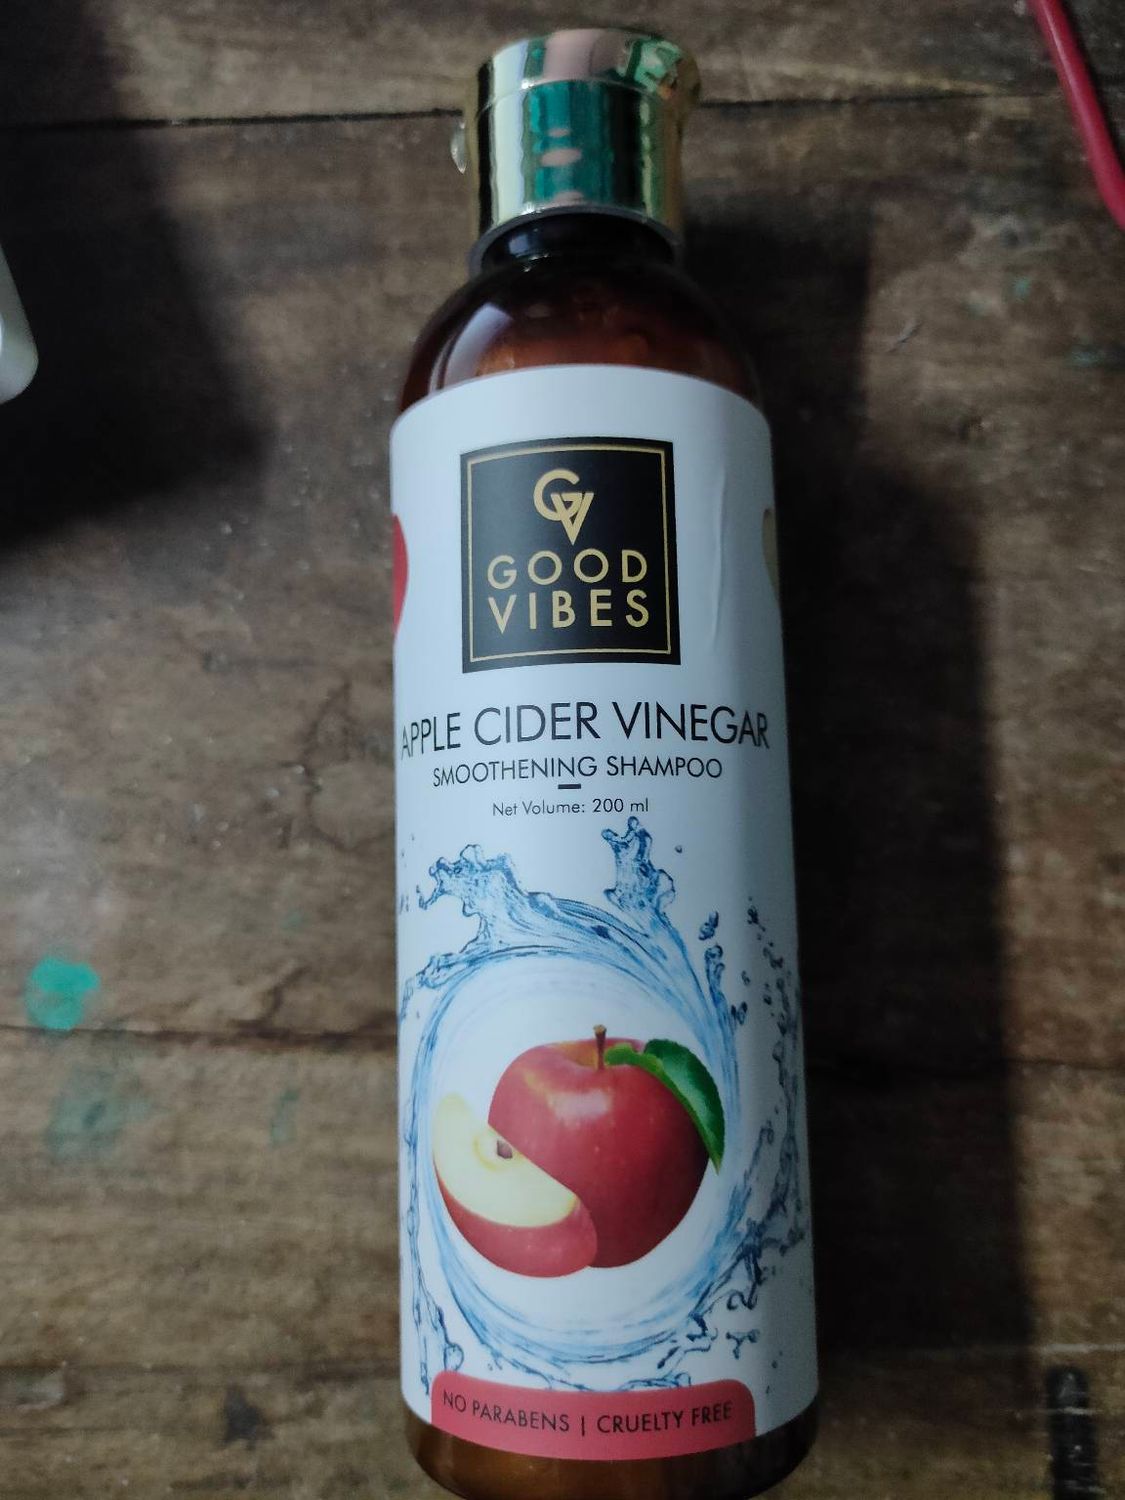 GV
GOOD
VIBES
APPLE CIDER VINEGAR
SMOOTHENING SHAMPOO
Net Volume: 200 ml
NO PARABENS | CRUELTY FREE